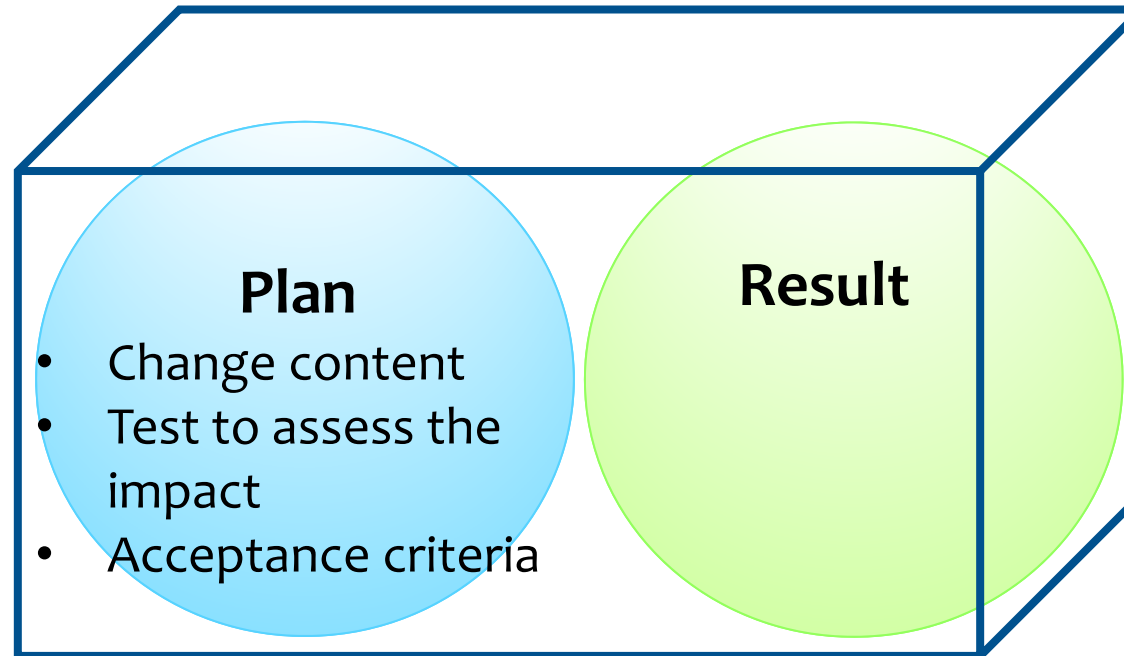 Plan
• Change content
• Test to assess the
impact
• Acceptance criteria
Result